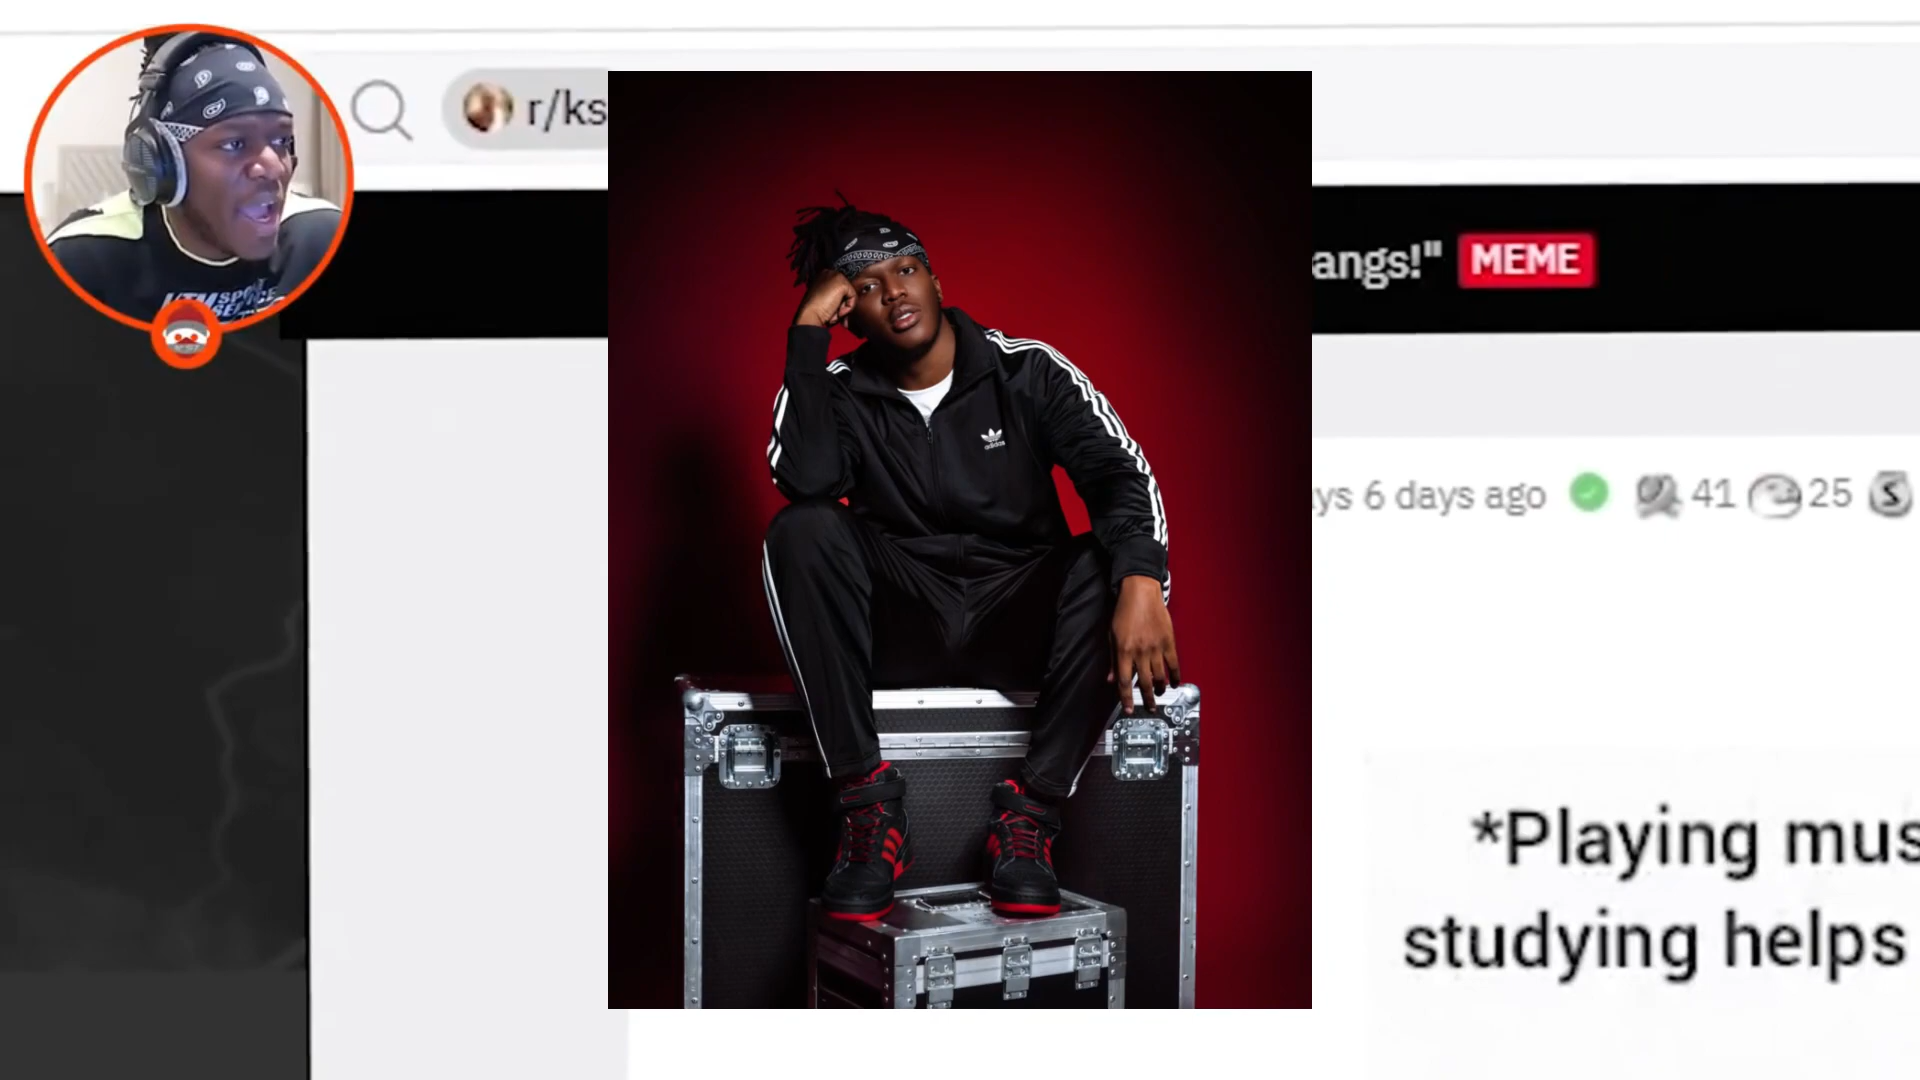 r/ks
angs!" MEME
ys 6 days ago 41 25 S
adidas
*Playing mus
studying helps